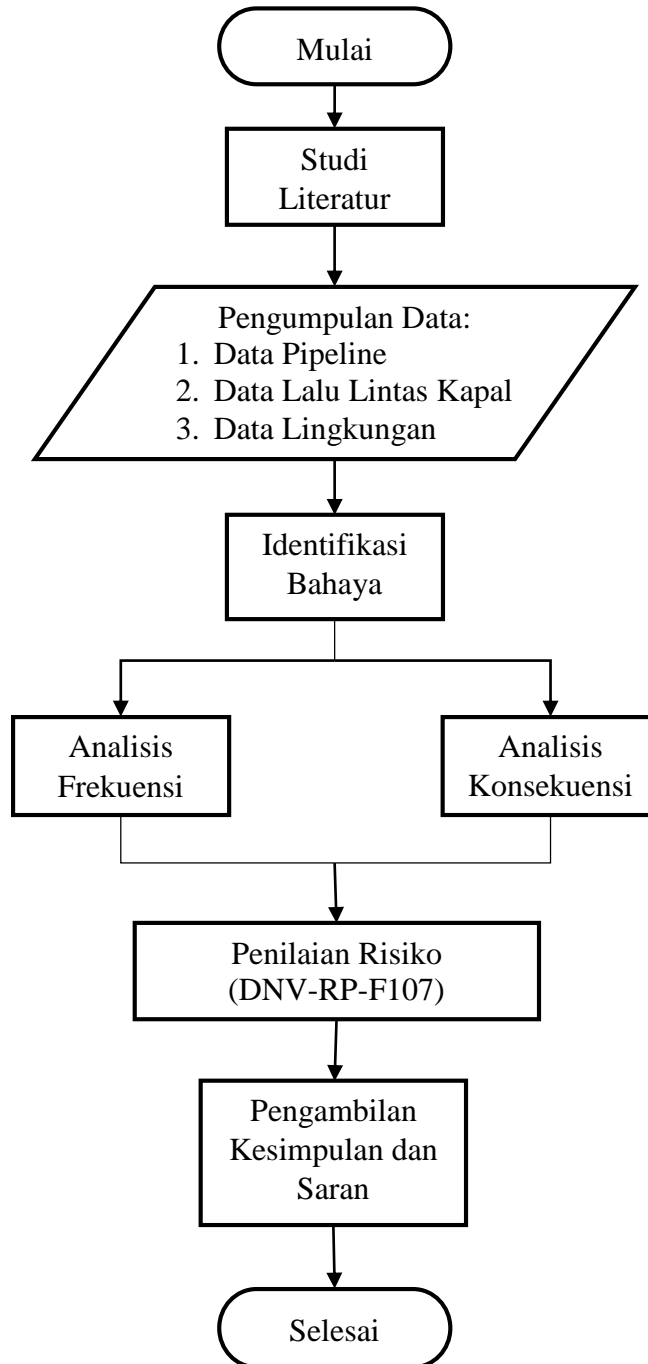 Mulai
Studi
Literatur
Pengumpulan Data:
1. Data Pipeline
2. Data Lalu Lintas Kapal
3. Data Lingkungan
Identifikasi
Bahaya
Analisis
Frekuensi
Analisis
Konsekuensi
Penilaian Risiko
(DNV-RP-F107)
Pengambilan
Kesimpulan dan
Saran
Selesai